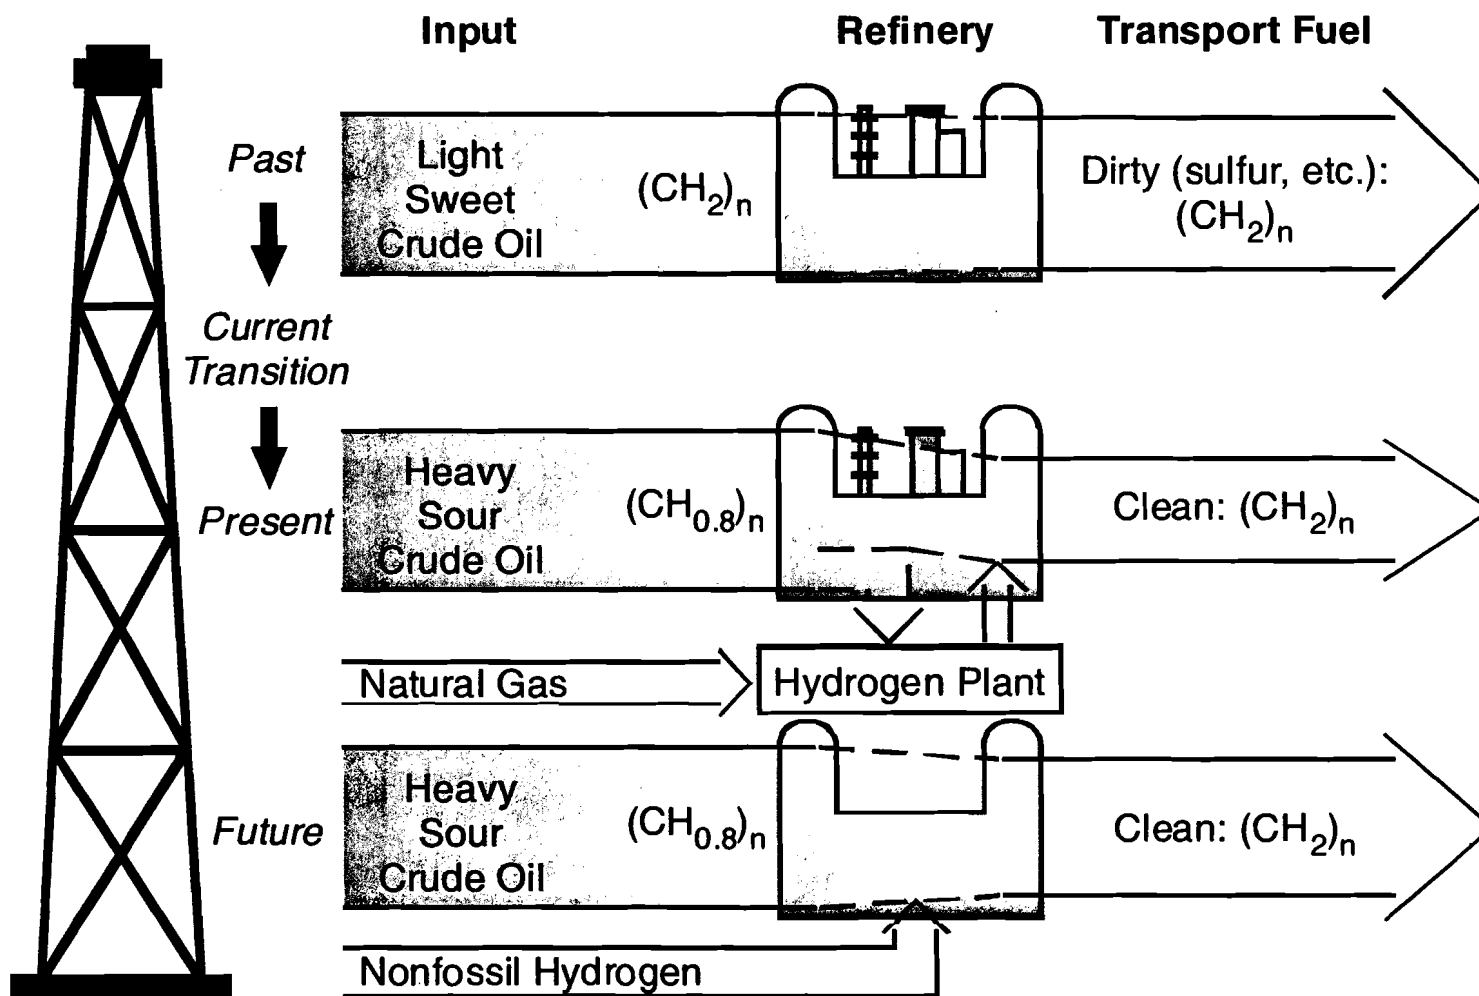 Input
Refinery
Transport Fuel
Past
Light
Sweet
Crude Oil
(CH₂)ₙ
Dirty (sulfur, etc.):
(CH₂)ₙ
Current
Transition
Present
Heavy
Sour
Crude Oil
(CH₀.₈)ₙ
Clean: (CH₂)ₙ
Natural Gas
Hydrogen Plant
Future
Heavy
Sour
Crude Oil
(CH₀.₈)ₙ
Clean: (CH₂)ₙ
Nonfossil Hydrogen